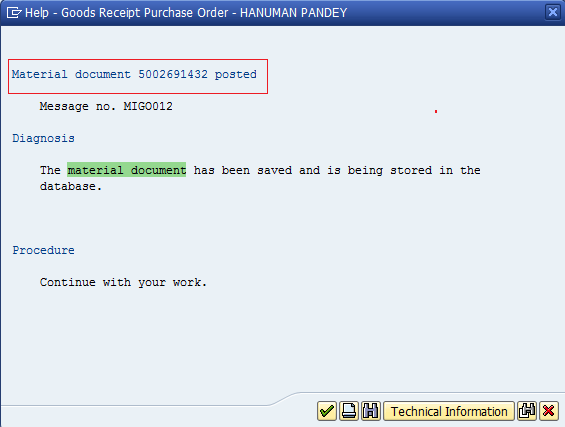 Help - Goods Receipt Purchase Order - HANUMAN PANDEY
Material document 5002691432 posted
Message no. MIGO012
Diagnosis
The material document has been saved and is being stored in the
database.
Procedure
Continue with your work.
Technical Information